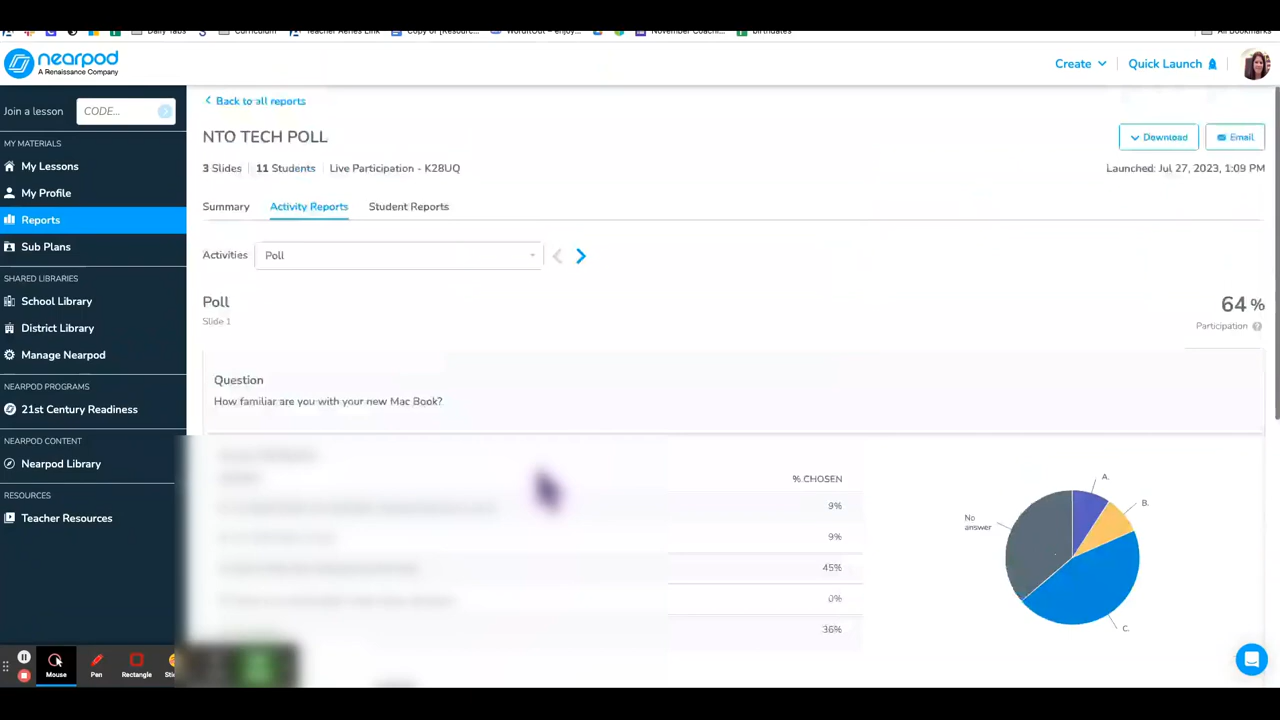 Daily Tabs
Curriculum
Teacher Aeries Link
Copy of [Resourc...
WordItOut – enjoy...
November Coachi...
birthdates
All Bookmarks
nearpod
A Renaissance Company
Create
Quick Launch
Join a lesson
CODE...
MY MATERIALS
My Lessons
My Profile
Reports
Sub Plans
SHARED LIBRARIES
School Library
District Library
Manage Nearpod
NEARPOD PROGRAMS
21st Century Readiness
NEARPOD CONTENT
Nearpod Library
RESOURCES
Teacher Resources
Back to all reports
NTO TECH POLL
Download
Email
3 Slides
11 Students
Live Participation - K28UQ
Launched: Jul 27, 2023, 1:09 PM
Summary
Activity Reports
Student Reports
Activities
Poll
Poll
Slide 1
64 %
Participation
Question
How familiar are you with your new Mac Book?
% CHOSEN
9%
9%
45%
0%
36%
No answer
A.
B.
C.
Mouse
Pen
Rectangle